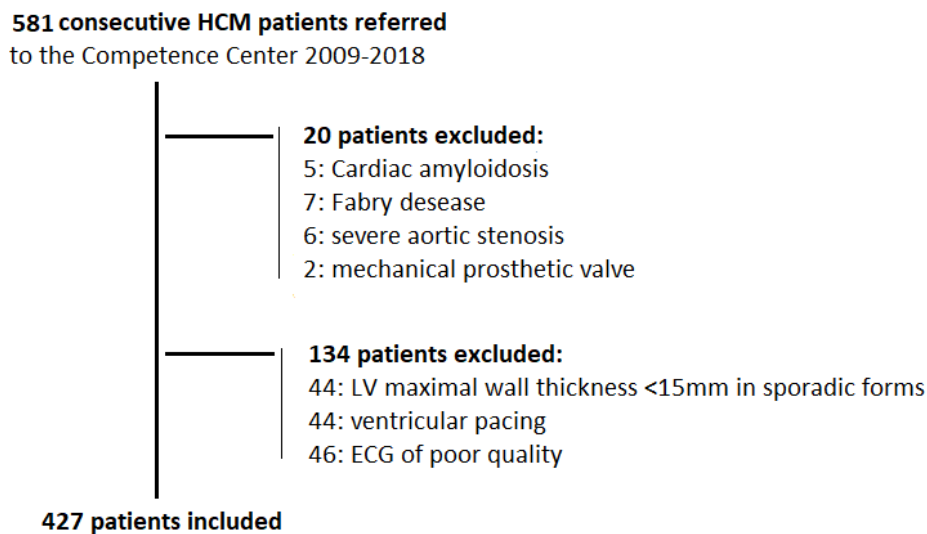 581 consecutive HCM patients referred
to the Competence Center 2009-2018
20 patients excluded:
5: Cardiac amyloidosis
7: Fabry desease
6: severe aortic stenosis
2: mechanical prosthetic valve
134 patients excluded:
44: LV maximal wall thickness <15mm in sporadic forms
44: ventricular pacing
46: ECG of poor quality
427 patients included